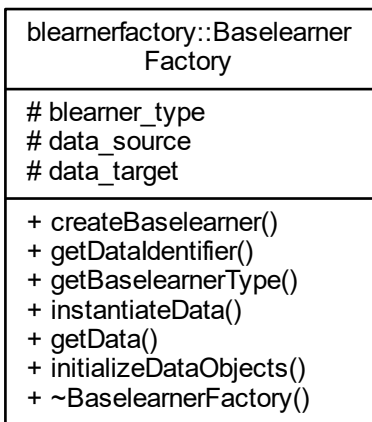 blearnerfactory::Baselearner
Factory
# blearner_type
# data_source
# data_target
+ createBaselearner()
+ getDataIdentifier()
+ getBaselearnerType()
+ instantiateData()
+ getData()
+ initializeDataObjects()
+ ~BaselearnerFactory()